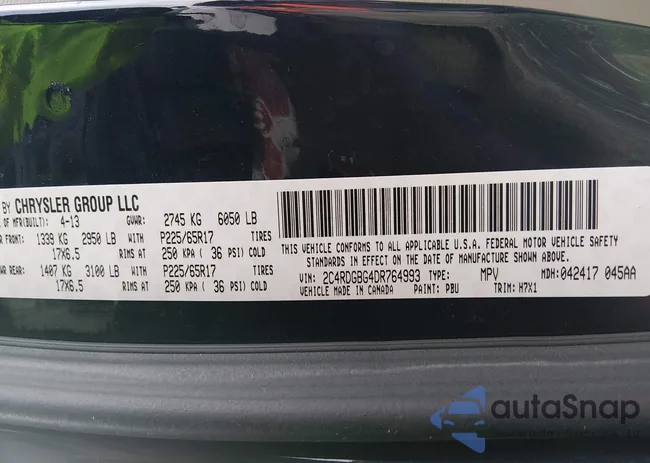 BY CHRYSLER GROUP LLC
OF MFR(BUILT): 4-13 GVWR: 2745 KG 6050 LB
FRONT: 1339 KG 2950 LB WITH P225/65R17 TIRES
17X6.5 RIMS AT 250 KPA ( 36 PSI) COLD
REAR: 1407 KG 3100 LB WITH P225/65R17 TIRES
17X6.5 RIMS AT 250 KPA ( 36 PSI) COLD
THIS VEHICLE CONFORMS TO ALL APPLICABLE U.S.A. FEDERAL MOTOR VEHICLE SAFETY
STANDARDS IN EFFECT ON THE DATE OF MANUFACTURE SHOWN ABOVE.
VIN: 2C4RDGBG4DR764993 TYPE: MPV MDH: 042417 045AA
VEHICLE MADE IN CANADA PAINT: PBU TRIM: H7X1
autaSnap